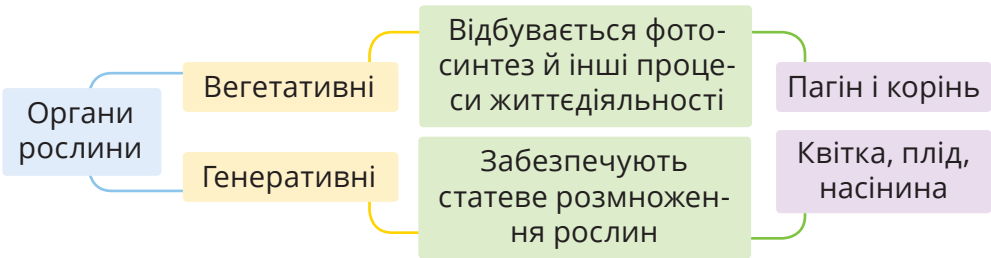 Органи
рослини
Вегетативні
Відбувається фото-
синтез й інші проце-
си життєдіяльності
Пагін і корінь
Генеративні
Забезпечують
статеве розмножен-
ня рослин
Квітка, плід,
насінина